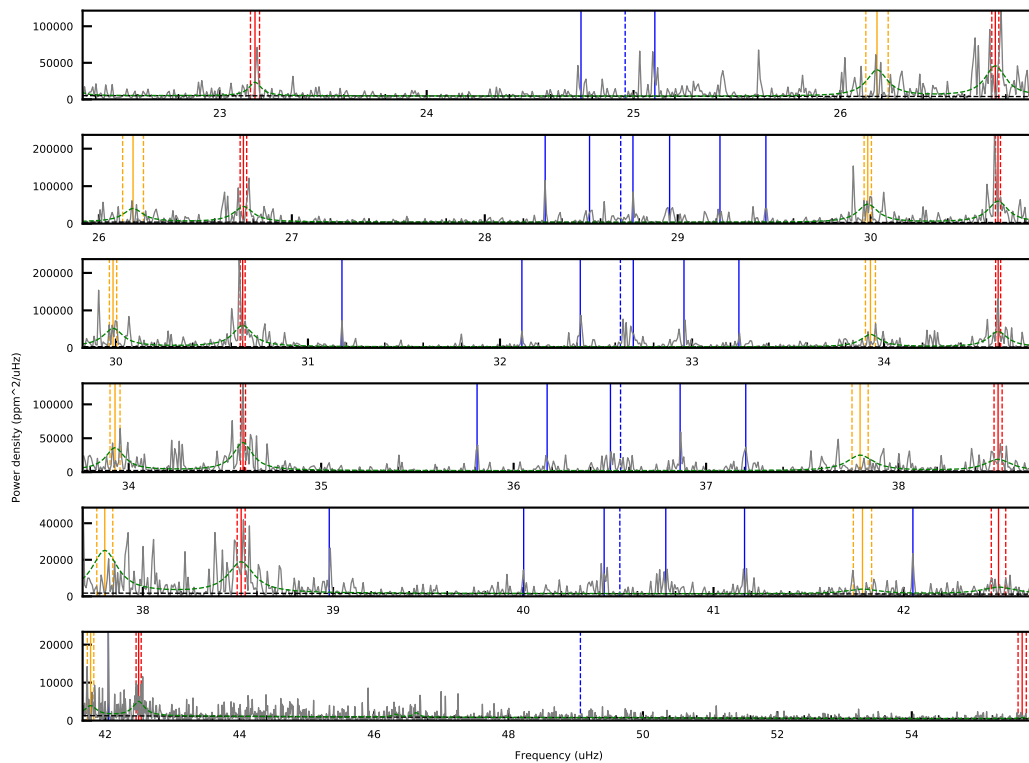 100000
50000
0
23 24 25 26
200000
100000
0
26 27 28 29 30
200000
100000
0
30 31 32 33 34
100000
50000
0
34 35 36 37 38
40000
20000
0
38 39 40 41 42
20000
10000
0
42 44 46 48 50 52 54
Power density (ppm^2/uHz)
Frequency (uHz)